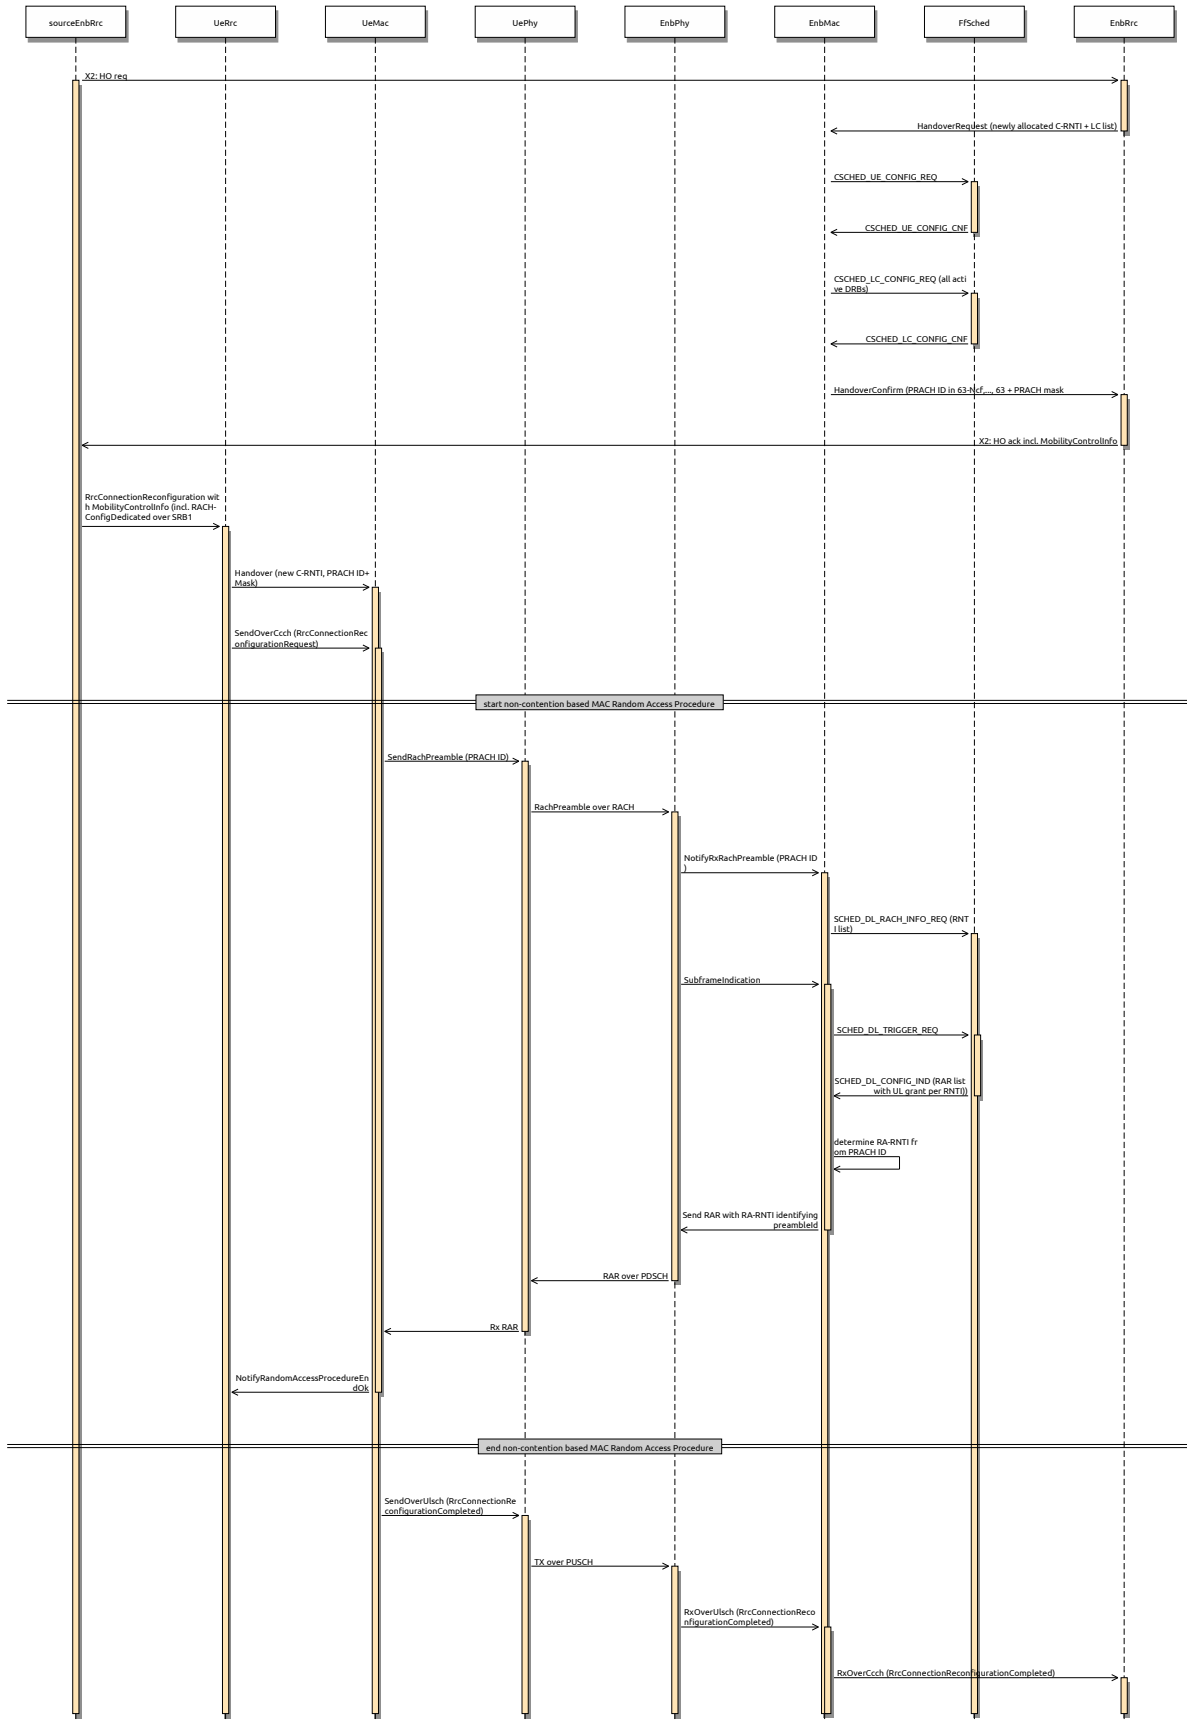 sourceEnbRrc
UeRrc
UeMac
UePhy
EnbPhy
EnbMac
FfSched
EnbRrc
X2: HO req
HandoverRequest (newly allocated C-RNTI + LC list)
CSCHED_UE_CONFIG_REQ
CSCHED_UE_CONFIG_CNF
CSCHED_LC_CONFIG_REQ (all acti
ve DRBs)
CSCHED_LC_CONFIG_CNF
HandoverConfirm (PRACH ID in 63-Ncf,..., 63 + PRACH mask
X2: HO ack incl. MobilityControlInfo
RrcConnectionReconfiguration wit
h MobilityControlInfo (incl. RACH-
ConfigDedicated over SRB1
Handover (new C-RNTI, PRACH ID+
Mask)
SendOverCcch (RrcConnectionRec
onfigurationRequest)
start non-contention based MAC Random Access Procedure
SendRachPreamble (PRACH ID)
RachPreamble over RACH
NotifyRxRachPreamble (PRACH ID
)
SCHED_DL_RACH_INFO_REQ (RNT
I list)
SubframeIndication
SCHED_DL_TRIGGER_REQ
SCHED_DL_CONFIG_IND (RAR list
with UL grant per RNTI))
determine RA-RNTI fr
om PRACH ID
Send RAR with RA-RNTI identifying
preambleId
RAR over PDSCH
Rx RAR
NotifyRandomAccessProcedureEn
dOk
end non-contention based MAC Random Access Procedure
SendOverUlsch (RrcConnectionRe
configurationCompleted)
TX over PUSCH
RxOverUlsch (RrcConnectionReco
nfigurationCompleted)
RxOverCcch (RrcConnectionReconfigurationCompleted)